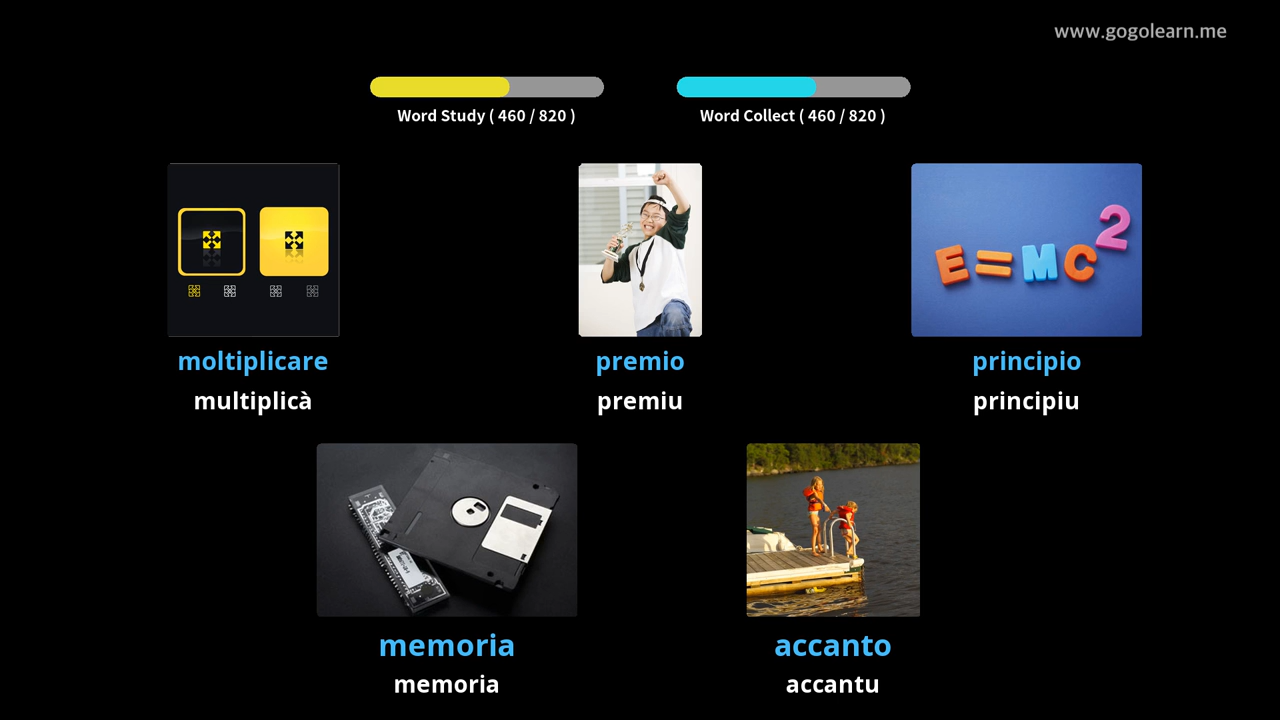 www.gogolearn.me
Word Study ( 460 / 820 )
Word Collect ( 460 / 820 )
E=MC2
moltiplicare
multiplicà
premio
premiu
principio
principiu
memoria
memoria
accanto
accantu